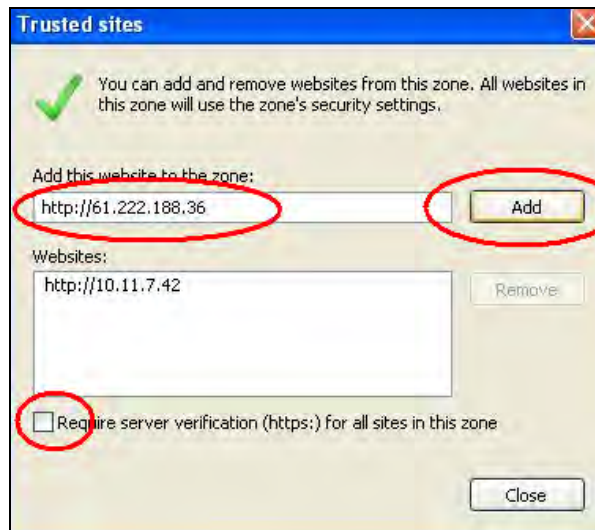 Trusted sites
You can add and remove websites from this zone. All websites in
this zone will use the zone's security settings.
Add this website to the zone:
http://61.222.188.36
Add
Websites:
http://10.11.7.42
Remove
Require server verification (https:) for all sites in this zone
Close